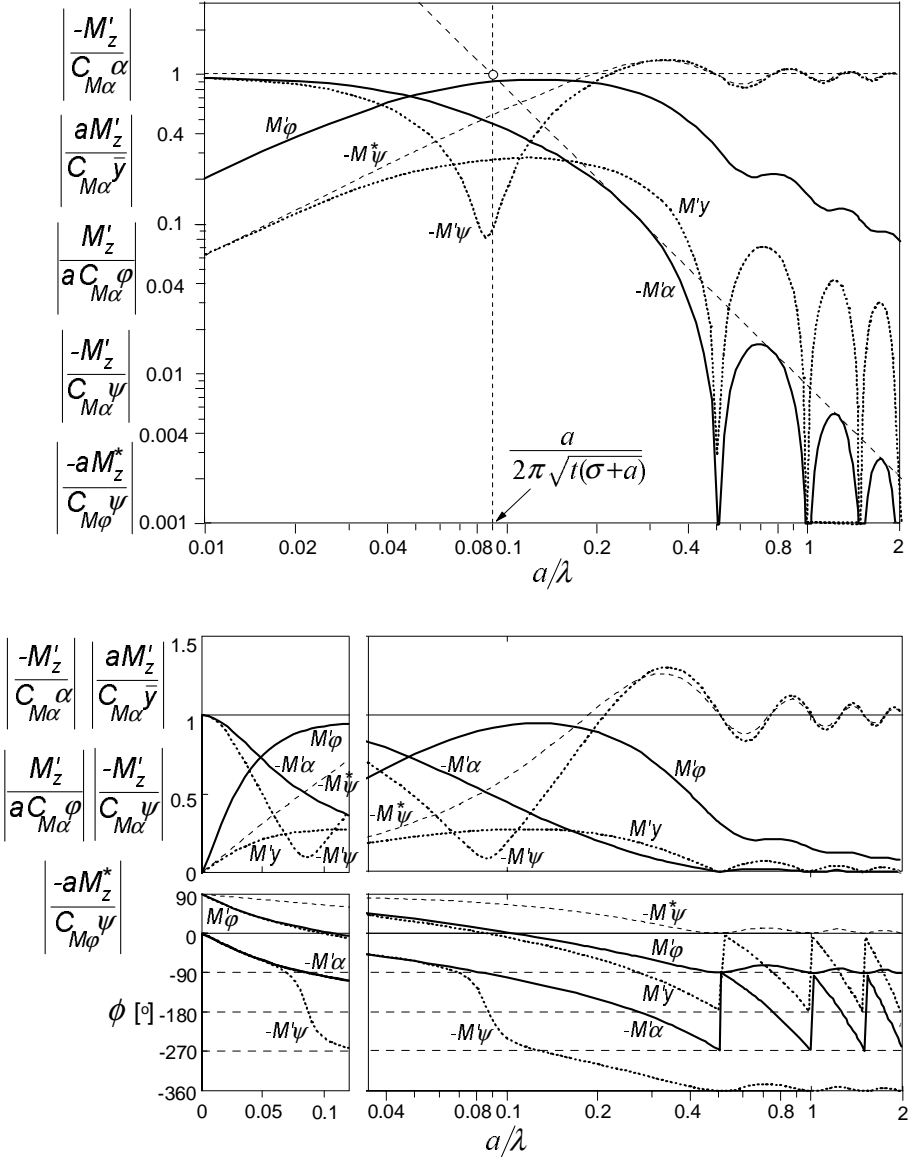 |-M'z / CMα α|
|aM'z / CMα ȳ|
|M'z / aCMα φ|
|-M'z / CMα ψ|
|-aM*z / CMφ ψ|
1
0.4
0.1
0.04
0.01
0.004
0.001
M'φ
-M*ψ
-M'ψ
M'y
-M'α
a / 2π√t(σ+a)
0.01 0.02 0.04 0.08 0.1 0.2 0.4 0.8 1 2
a/λ
|-M'z / CMα α| |aM'z / CMα ȳ|
|M'z / aCMα φ| |-M'z / CMα ψ|
|-aM*z / CMφ ψ|
1.5
1
0.5
0
M'φ
-M'α
-M*ψ
M'y
-M'ψ
-M'α
M'φ
-M*ψ
M'y
-M'ψ
90
0
-90
-180
-270
-360
ϕ [o]
M'φ
-M'α
-M'ψ
-M*ψ
M'φ
M'y
-M'α
-M'ψ
0 0.05 0.1
0.04 0.08 0.1 0.2 0.4 0.8 1 2
a/λ